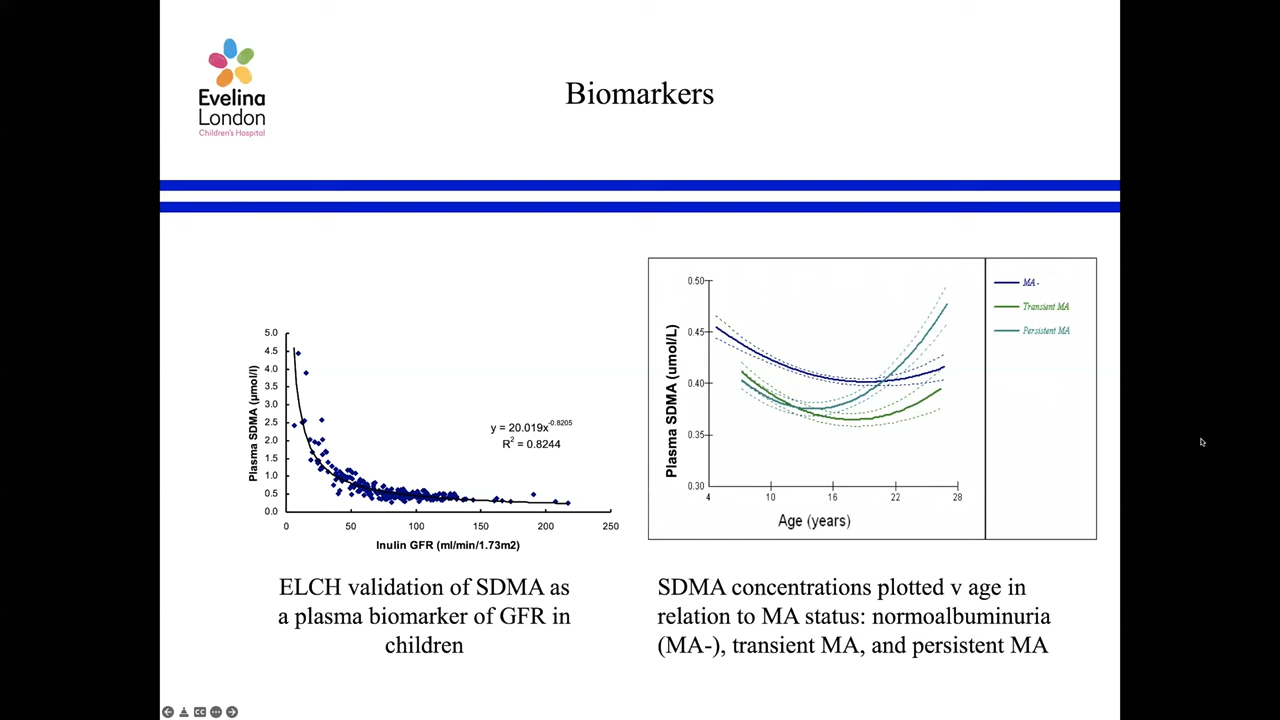 Evelina
London
Children's Hospital
Biomarkers
5.0
4.5
4.0
3.5
3.0
2.5
2.0
1.5
1.0
0.5
0.0
Plasma SDMA (µmol/l)
y = 20.019x^-0.8205
R² = 0.8244
0 50 100 150 200 250
Inulin GFR (ml/min/1.73m2)
0.50
0.45
0.40
0.35
0.30
Plasma SDMA (umol/L)
4 10 16 22 28
Age (years)
MA-
Transient MA
Persistent MA
ELCH validation of SDMA as
a plasma biomarker of GFR in
children
SDMA concentrations plotted v age in
relation to MA status: normoalbuminuria
(MA-), transient MA, and persistent MA
CC